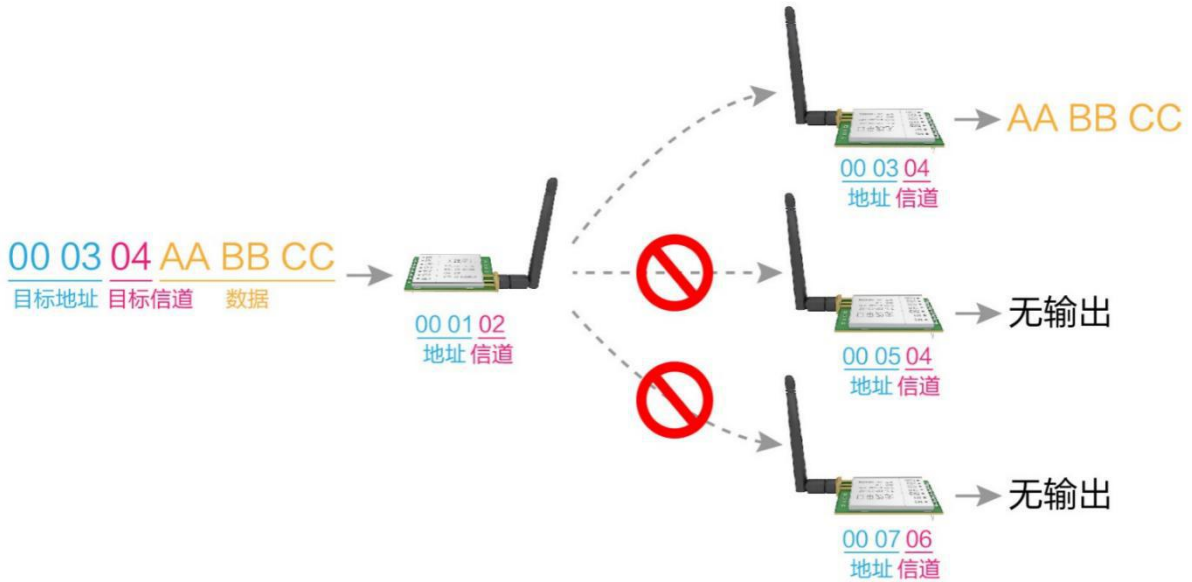 00 03 04 AA BB CC
目标地址 目标信道 数据
00 01 02
地址 信道
AA BB CC
00 03 04
地址 信道
无输出
00 05 04
地址 信道
无输出
00 07 06
地址 信道